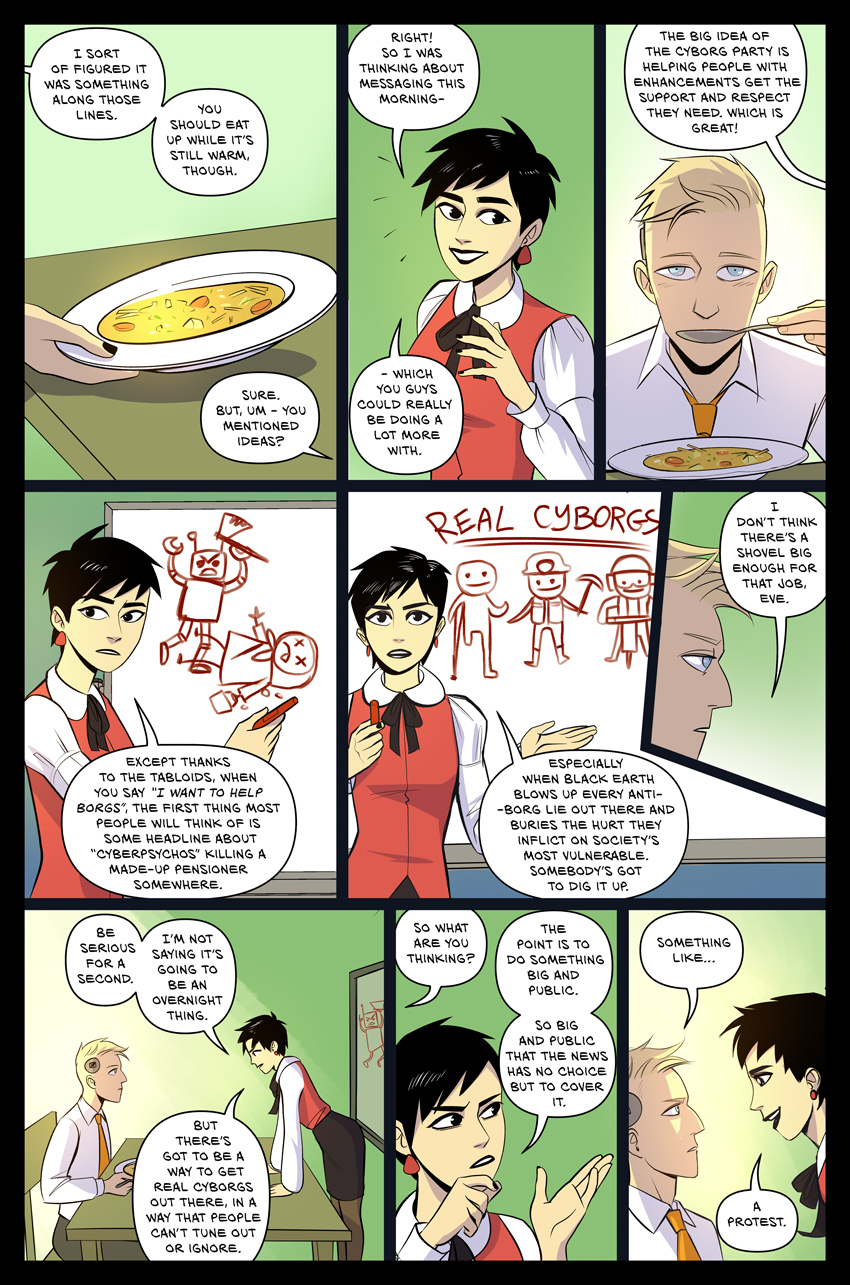 I SORT
OF FIGURED IT
WAS SOMETHING
ALONG THOSE
LINES.
YOU
SHOULD EAT
UP WHILE IT'S
STILL WARM,
THOUGH.
SURE.
BUT, UM - YOU
MENTIONED
IDEAS?
RIGHT!
SO I WAS
THINKING ABOUT
MESSAGING THIS
MORNING-
- WHICH
YOU GUYS
COULD REALLY
BE DOING A
LOT MORE
WITH.
THE BIG IDEA OF
THE CYBORG PARTY IS
HELPING PEOPLE WITH
ENHANCEMENTS GET THE
SUPPORT AND RESPECT
THEY NEED. WHICH IS
GREAT!
EXCEPT THANKS
TO THE TABLOIDS, WHEN
YOU SAY "I WANT TO HELP
BORGS", THE FIRST THING MOST
PEOPLE WILL THINK OF IS
SOME HEADLINE ABOUT
"CYBERPSYCHOS" KILLING A
MADE-UP PENSIONER
SOMEWHERE.
REAL CYBORGS
ESPECIALLY
WHEN BLACK EARTH
BLOWS UP EVERY ANTI-
-BORG LIE OUT THERE AND
BURIES THE HURT THEY
INFLICT ON SOCIETY'S
MOST VULNERABLE.
SOMEBODY'S GOT
TO DIG IT UP.
I
DON'T THINK
THERE'S A
SHOVEL BIG
ENOUGH FOR
THAT JOB,
EVE.
BE
SERIOUS
FOR A
SECOND.
I'M NOT
SAYING IT'S
GOING TO
BE AN
OVERNIGHT
THING.
BUT
THERE'S
GOT TO BE A
WAY TO GET
REAL CYBORGS
OUT THERE, IN A
WAY THAT PEOPLE
CAN'T TUNE OUT
OR IGNORE.
SO WHAT
ARE YOU
THINKING?
THE
POINT IS TO
DO SOMETHING
BIG AND
PUBLIC.
SO BIG
AND PUBLIC
THAT THE NEWS
HAS NO CHOICE
BUT TO COVER
IT.
SOMETHING
LIKE...
A
PROTEST.